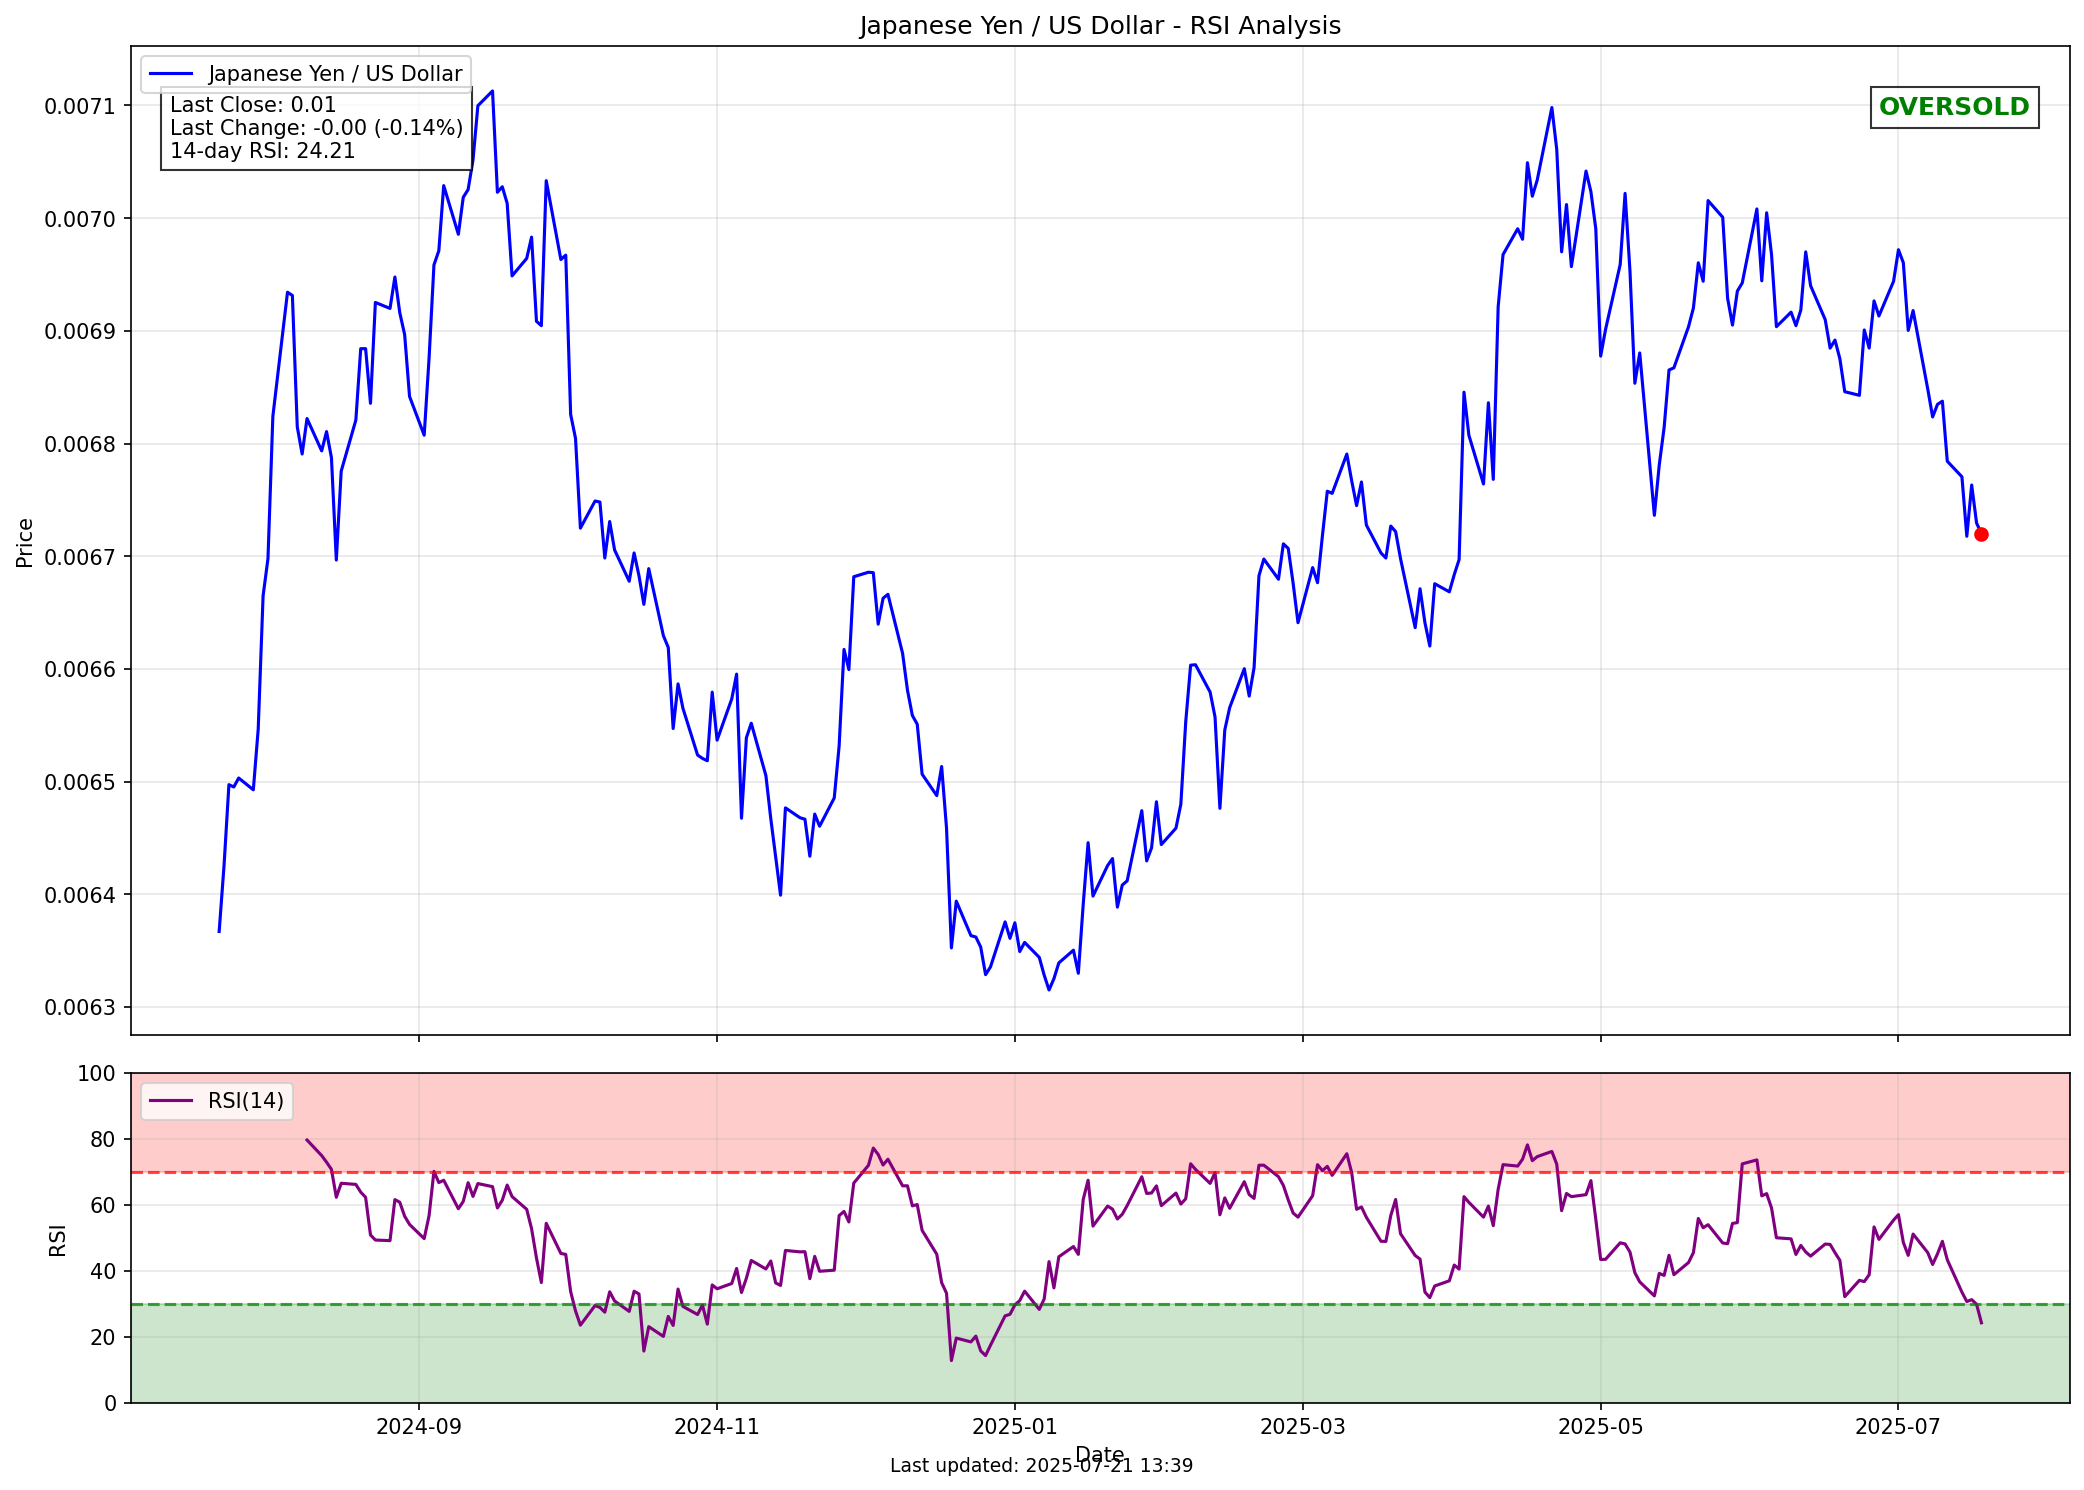 Japanese Yen / US Dollar - RSI Analysis
Japanese Yen / US Dollar
Last Close: 0.01
Last Change: -0.00 (-0.14%)
14-day RSI: 24.21
OVERSOLD
0.0071
0.0070
0.0069
0.0068
0.0067
0.0066
0.0065
0.0064
0.0063
Price
RSI(14)
100
80
60
40
20
0
RSI
2024-09 2024-11 2025-01 2025-03 2025-05 2025-07
Date
Last updated: 2025-07-21 13:39